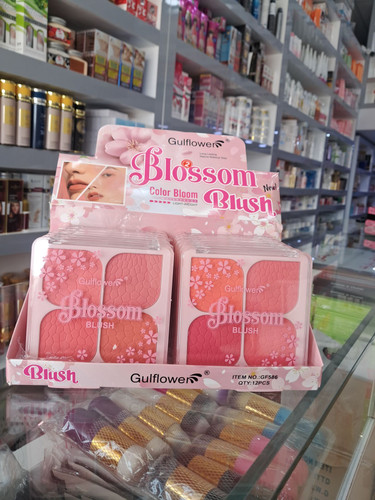 Gulflower®
Blossom
New
Color Bloom
Blush
Gulflower
Blossom
BLUSH
Gulflower
Blossom
BLUSH
Blush
Gulflower®
ITEM NO.:GF586
QTY:12PCS